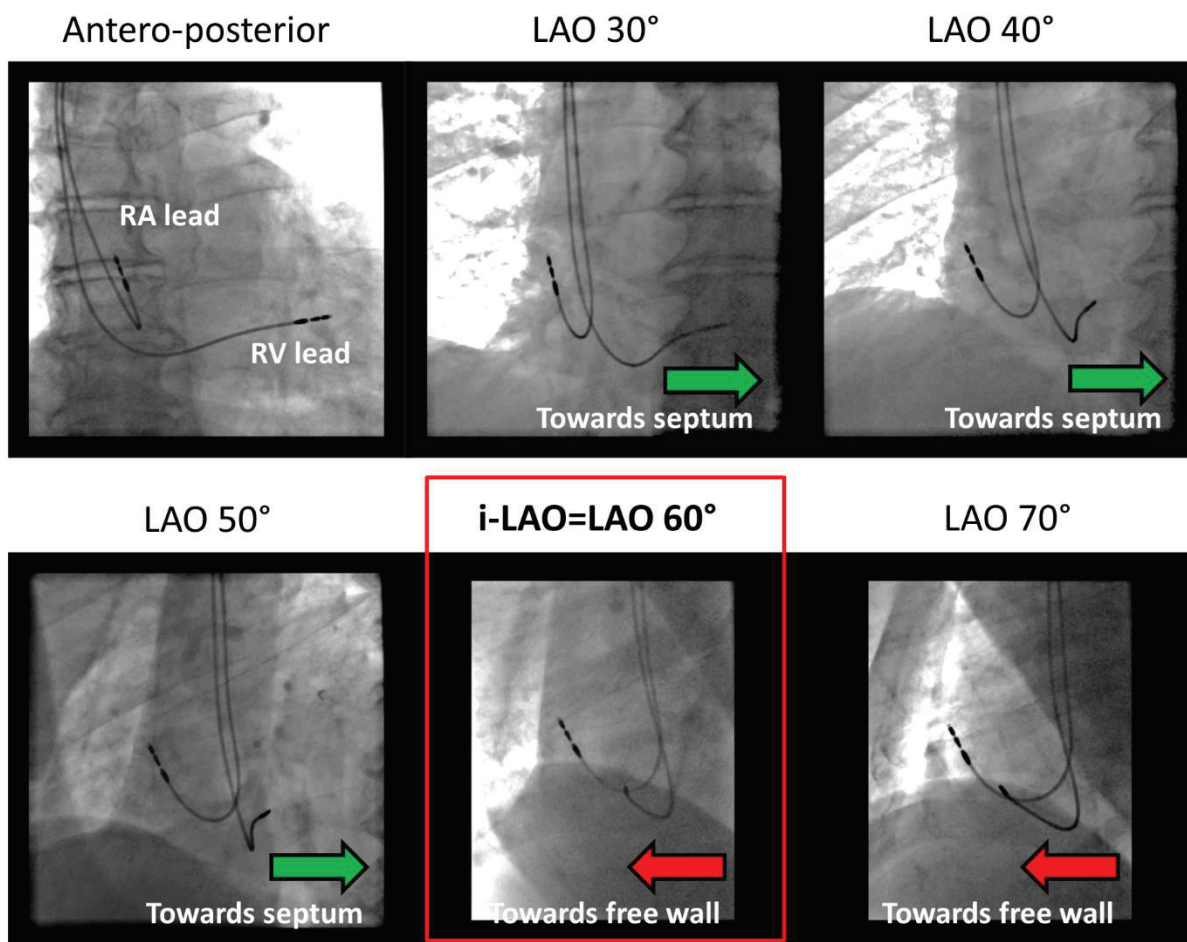 Antero-posterior
LAO 30°
LAO 40°
RA lead
RV lead
Towards septum
Towards septum
LAO 50°
i-LAO=LAO 60°
LAO 70°
Towards septum
Towards free wall
Towards free wall